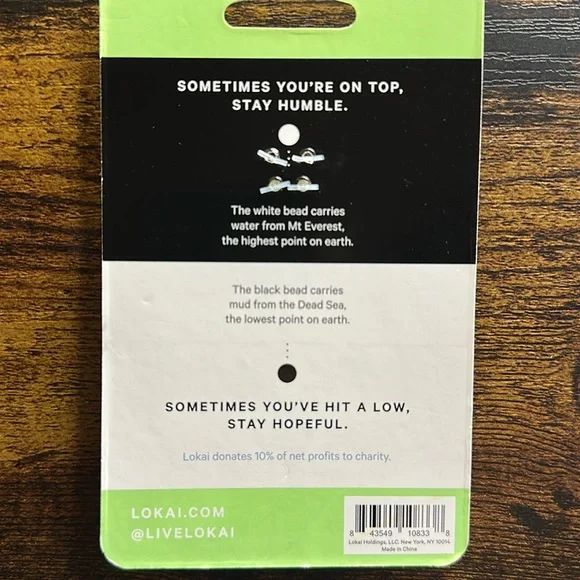 SOMETIMES YOU'RE ON TOP,
STAY HUMBLE.
The white bead carries
water from Mt Everest,
the highest point on earth.
The black bead carries
mud from the Dead Sea,
the lowest point on earth.
SOMETIMES YOU'VE HIT A LOW,
STAY HOPEFUL.
Lokai donates 10% of net profits to charity.
LOKAI.COM
@LIVELOKAI
8 43549 10833 8
Lokai Holdings, LLC. New York, NY 10014
Made in China